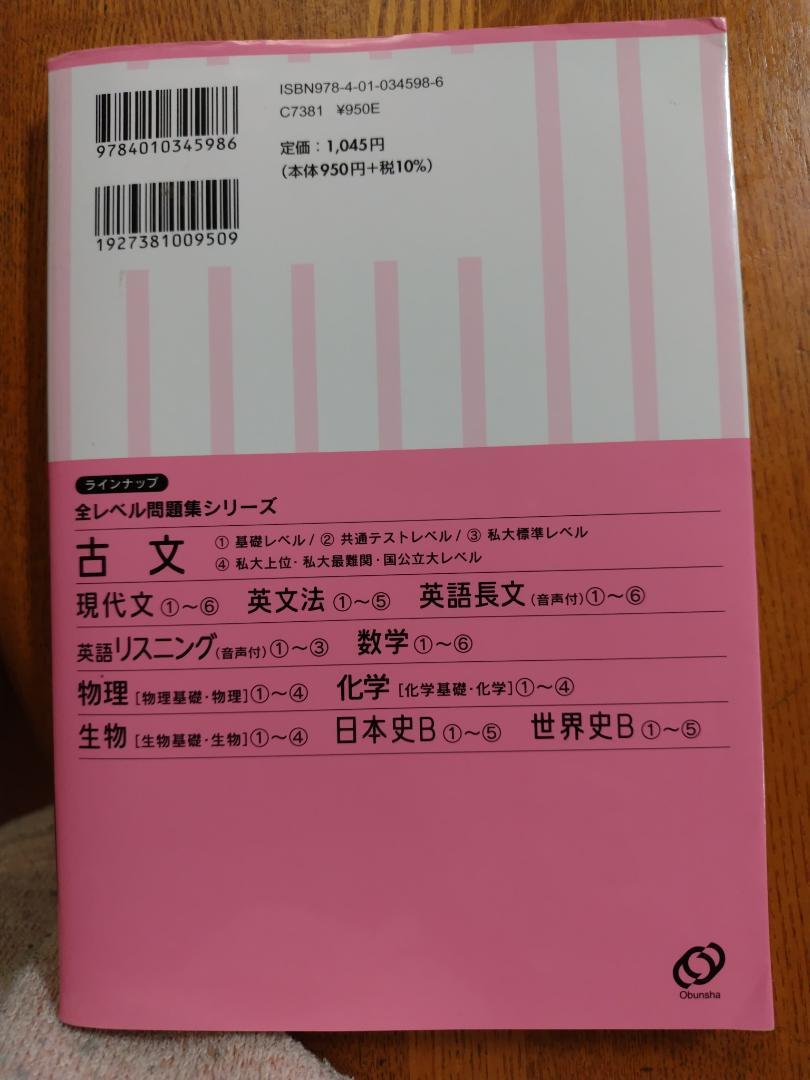 ISBN978-4-01-034598-6
C7381 ¥950E
9784010345986
定価：1,045円
(本体950円+税10%)
1927381009509
ラインナップ
全レベル問題集シリーズ
古文 ① 基礎レベル / ② 共通テストレベル / ③ 私大標準レベル
④ 私大上位・私大最難関・国公立大レベル
現代文 ①〜⑥ 英文法 ①〜⑤ 英語長文 (音声付) ①〜⑥
英語リスニング (音声付) ①〜③ 数学 ①〜⑥
物理 [物理基礎・物理] ①〜④ 化学 [化学基礎・化学] ①〜④
生物 [生物基礎・生物] ①〜④ 日本史B ①〜⑤ 世界史B ①〜⑤
Obunsha